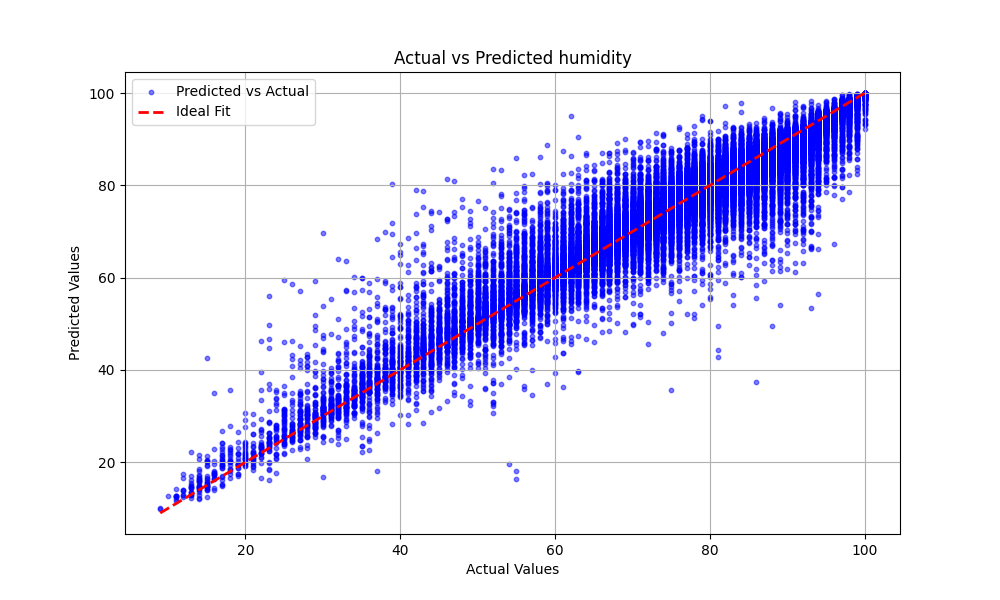 Actual vs Predicted humidity
Predicted vs Actual
Ideal Fit
100
80
60
40
20
Predicted Values
20 40 60 80 100
Actual Values